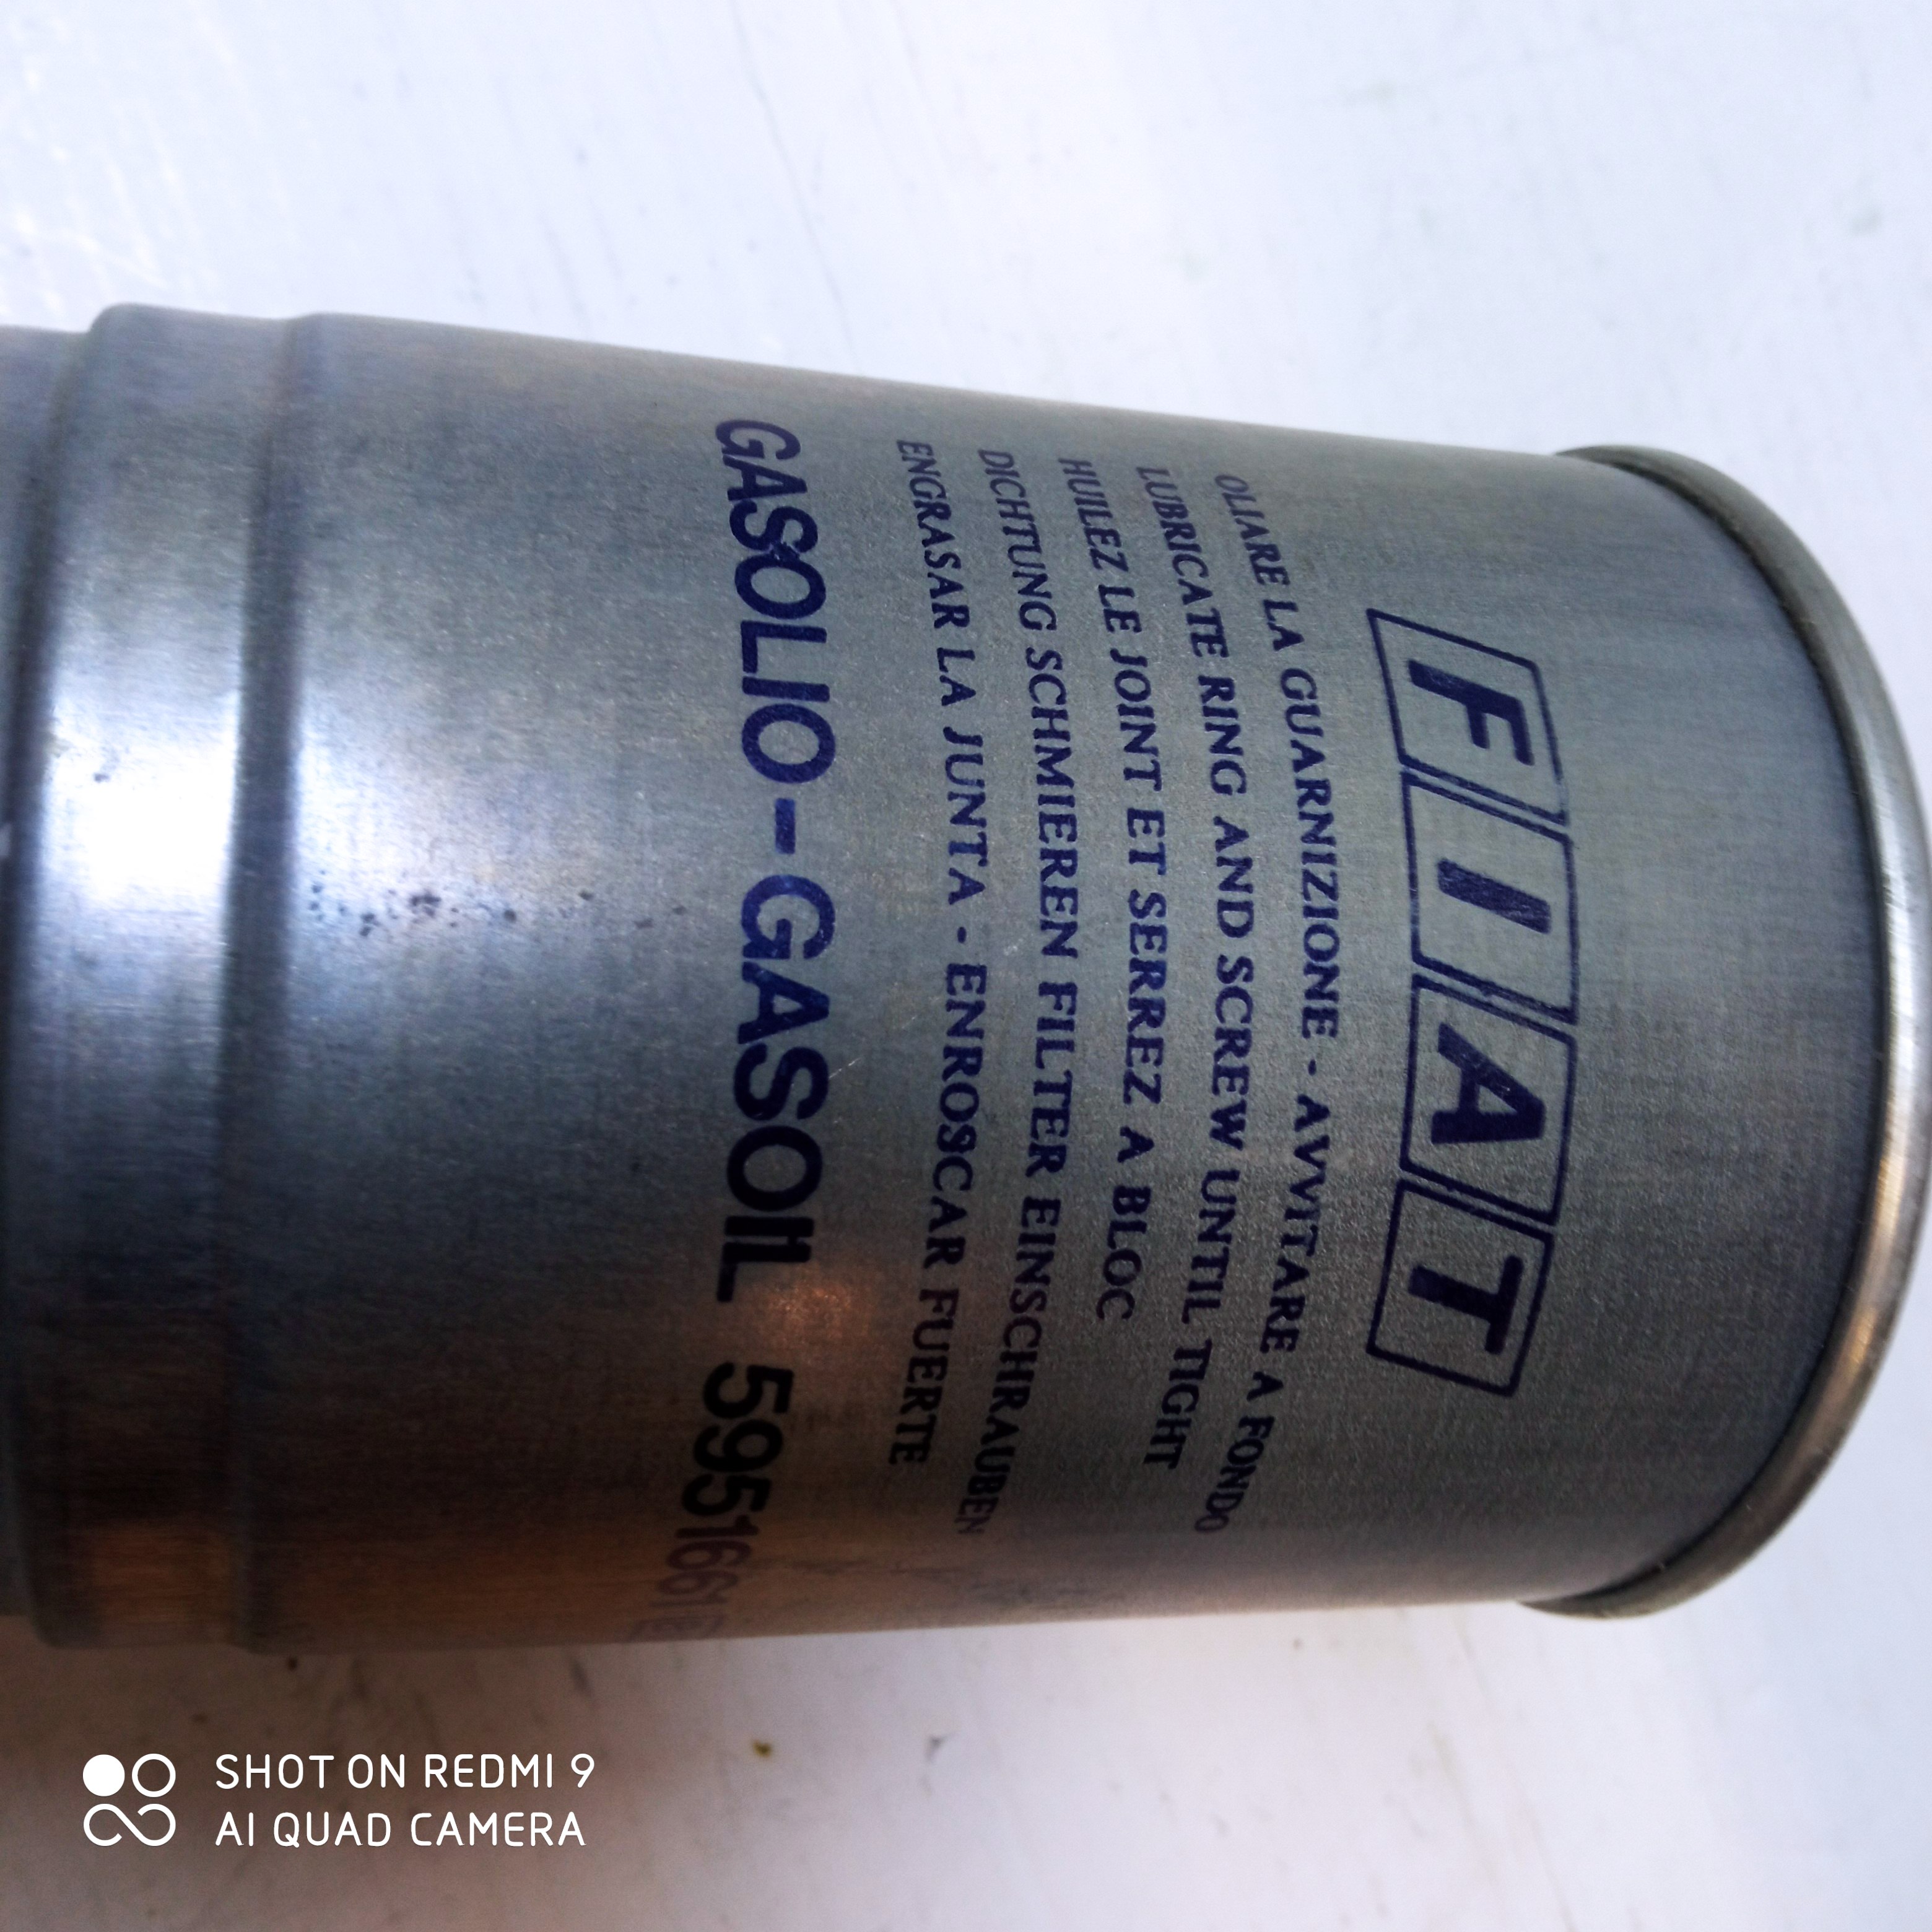 FIAT
OLIARE LA GUARNIZIONE - AVVITARE A FONDO
LUBRICATE RING AND SCREW UNTIL TIGHT
HUILEZ LE JOINT ET SERREZ A BLOC
DICHTUNG SCHMIEREN FILTER EINSCHRAUBEN
ENGRASAR LA JUNTA - ENROSCAR FUERTE
GASOLIO-GASOIL
SHOT ON REDMI 9
AI QUAD CAMERA